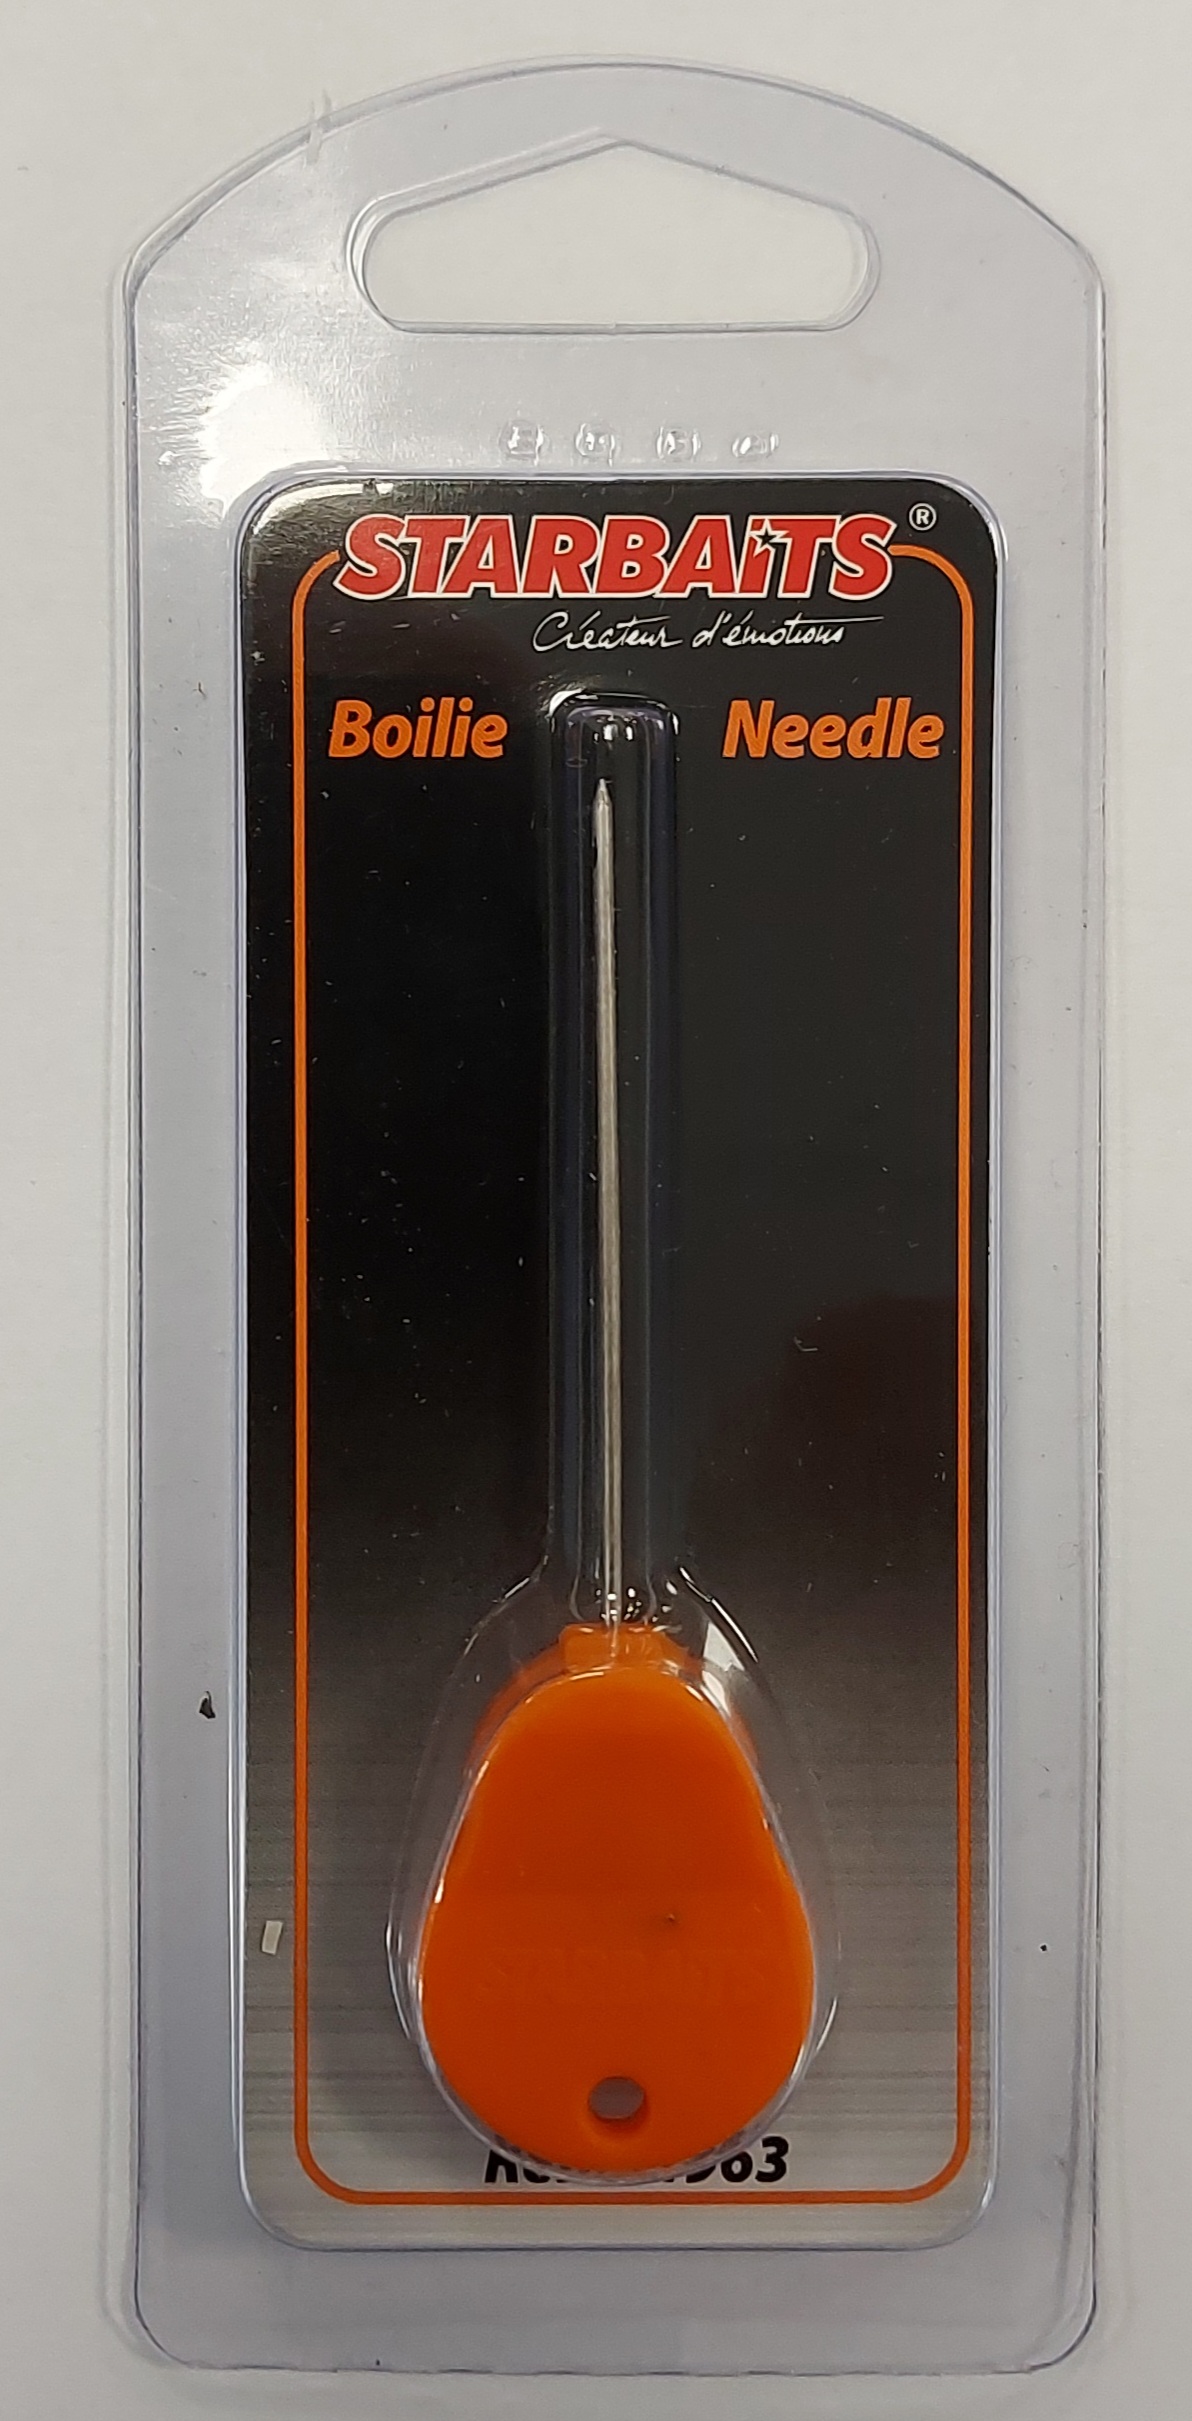 STARBAiTS®
Créateur d'émotions
Boilie Needle